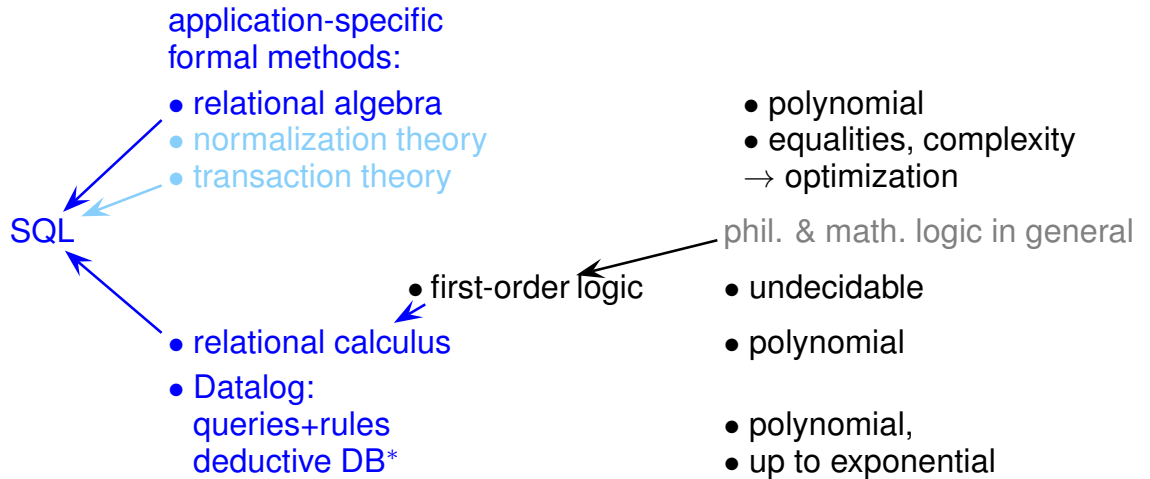 application-specific
formal methods:
• relational algebra • polynomial
• normalization theory • equalities, complexity
• transaction theory → optimization
SQL phil. & math. logic in general
• first-order logic • undecidable
• relational calculus • polynomial
• Datalog:
queries+rules • polynomial,
deductive DB* • up to exponential